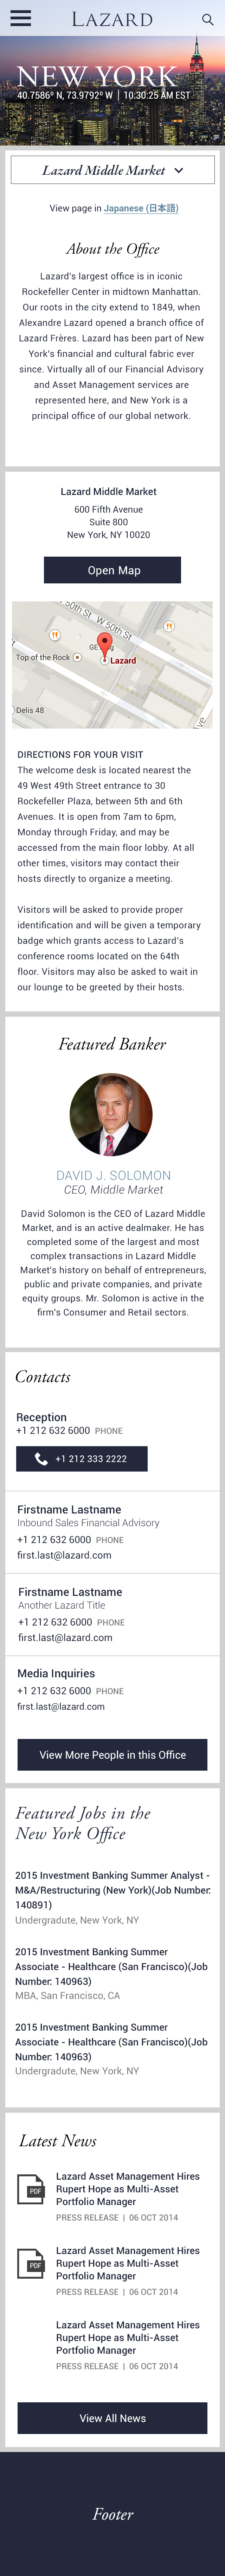 LAZARD
NEW YORK
40.7586º N, 73.9792º W | 10:30:25 AM EST
Lazard Middle Market
View page in Japanese (日本語)
About the Office
Lazard's largest office is in iconic
Rockefeller Center in midtown Manhattan.
Our roots in the city extend to 1849, when
Alexandre Lazard opened a branch office of
Lazard Frères. Lazard has been part of New
York's financial and cultural fabric ever
since. Virtually all of our Financial Advisory
and Asset Management services are
represented here, and New York is a
principal office of our global network.
Lazard Middle Market
600 Fifth Avenue
Suite 800
New York, NY 10020
Open Map
50th St
W 50th St
GE
Top of the Rock
Lazard
Delis 48
DIRECTIONS FOR YOUR VISIT
The welcome desk is located nearest the
49 West 49th Street entrance to 30
Rockefeller Plaza, between 5th and 6th
Avenues. It is open from 7am to 6pm,
Monday through Friday, and may be
accessed from the main floor lobby. At all
other times, visitors may contact their
hosts directly to organize a meeting.
Visitors will be asked to provide proper
identification and will be given a temporary
badge which grants access to Lazard's
conference rooms located on the 64th
floor. Visitors may also be asked to wait in
our lounge to be greeted by their hosts.
Featured Banker
DAVID J. SOLOMON
CEO, Middle Market
David Solomon is the CEO of Lazard Middle
Market, and is an active dealmaker. He has
completed some of the largest and most
complex transactions in Lazard Middle
Market's history on behalf of entrepreneurs,
public and private companies, and private
equity groups. Mr. Solomon is active in the
firm's Consumer and Retail sectors.
Contacts
Reception
+1 212 632 6000 PHONE
+1 212 333 2222
Firstname Lastname
Inbound Sales Financial Advisory
+1 212 632 6000 PHONE
first.last@lazard.com
Firstname Lastname
Another Lazard Title
+1 212 632 6000 PHONE
first.last@lazard.com
Media Inquiries
+1 212 632 6000 PHONE
first.last@lazard.com
View More People in this Office
Featured Jobs in the
New York Office
2015 Investment Banking Summer Analyst -
M&A/Restructuring (New York)(Job Number:
140891)
Undergradute, New York, NY
2015 Investment Banking Summer
Associate - Healthcare (San Francisco)(Job
Number: 140963)
MBA, San Francisco, CA
2015 Investment Banking Summer
Associate - Healthcare (San Francisco)(Job
Number: 140963)
Undergradute, New York, NY
Latest News
PDF
Lazard Asset Management Hires
Rupert Hope as Multi-Asset
Portfolio Manager
PRESS RELEASE | 06 OCT 2014
PDF
Lazard Asset Management Hires
Rupert Hope as Multi-Asset
Portfolio Manager
PRESS RELEASE | 06 OCT 2014
Lazard Asset Management Hires
Rupert Hope as Multi-Asset
Portfolio Manager
PRESS RELEASE | 06 OCT 2014
View All News
Footer